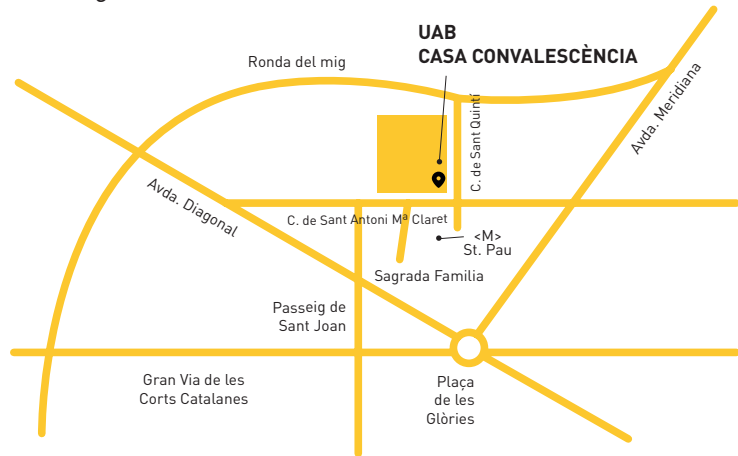 UAB
CASA CONVALESCÈNCIA
Ronda del mig
C. de Sant Quintí
Avda. Meridiana
Avda. Diagonal
C. de Sant Antoni Mª Claret
<M>
St. Pau
Sagrada Familia
Passeig de
Sant Joan
Gran Via de les
Corts Catalanes
Plaça
de les
Glòries